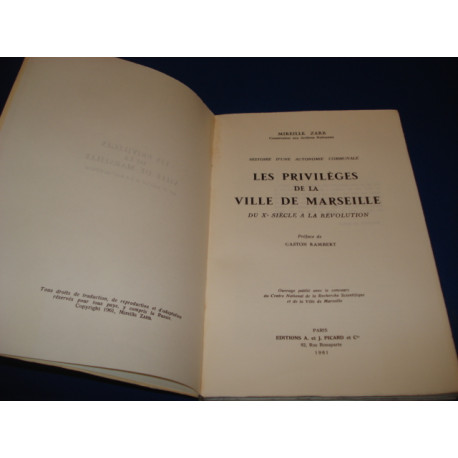 Tous droits de traduction, de reproduction et d'adaptation
réservés pour tous pays, y compris la Russie.
Copyright 1961, Mireille Zarb.
MIREILLE ZARB
HISTOIRE D'UNE AUTONOMIE COMMUNALE
LES PRIVILÈGES
DE LA
VILLE DE MARSEILLE
DU Xe SIÈCLE A LA RÉVOLUTION
Préface de
GASTON RAMBERT
Ouvrage publié avec le concours
du Centre National de la Recherche Scientifique
et de la Ville de Marseille
PARIS
EDITIONS A. et J. PICARD et Cie
82, Rue Bonaparte
1961